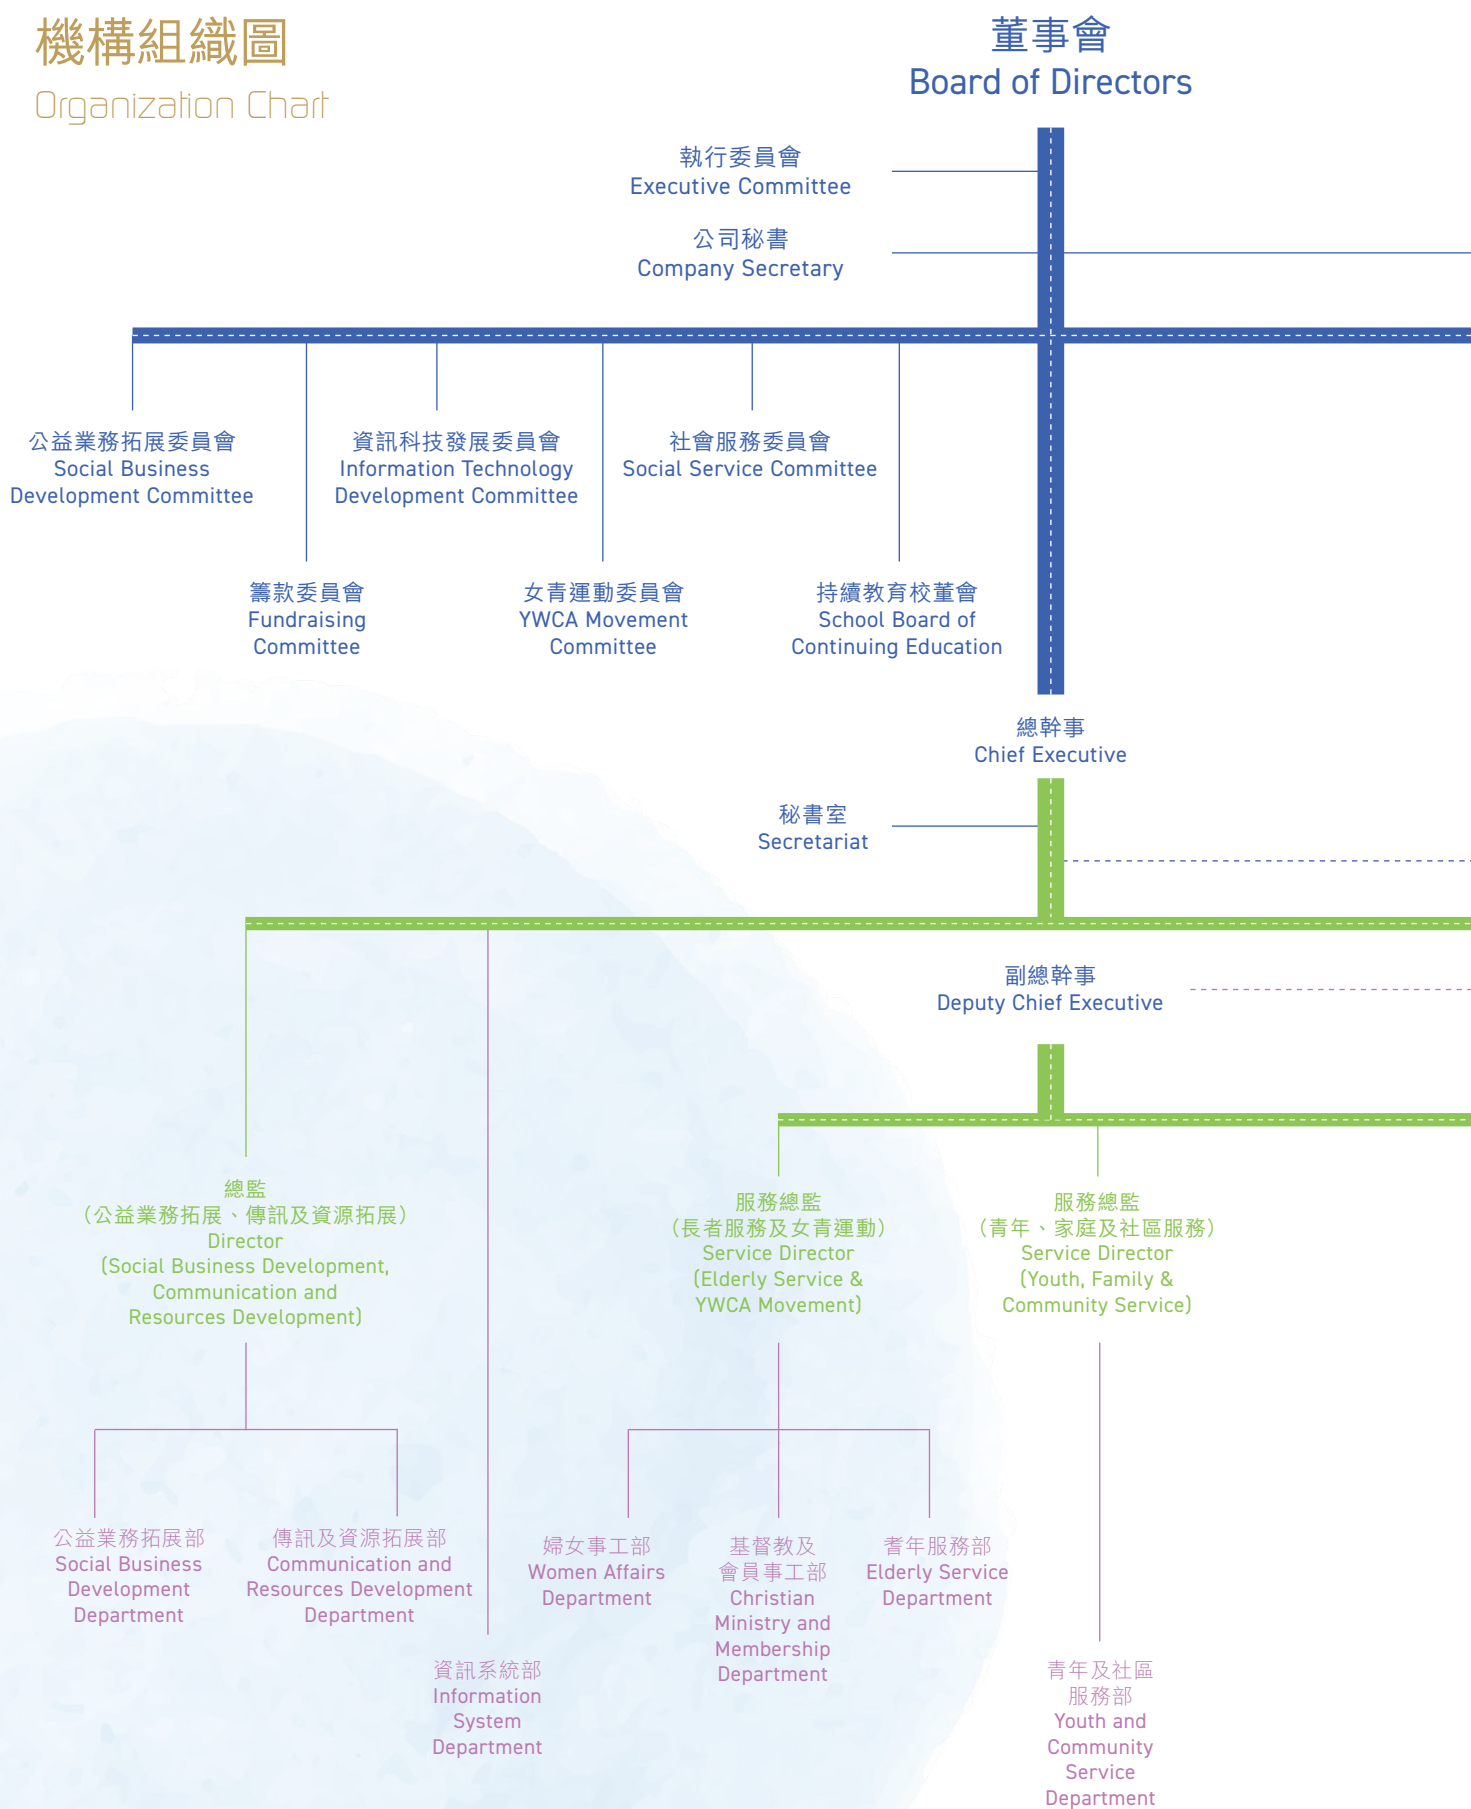 機構組織圖
Organization Chart
董事會
Board of Directors
執行委員會
Executive Committee
公司秘書
Company Secretary
公益業務拓展委員會
Social Business
Development Committee
資訊科技發展委員會
Information Technology
Development Committee
社會服務委員會
Social Service Committee
籌款委員會
Fundraising
Committee
女青運動委員會
YWCA Movement
Committee
持續教育校董會
School Board of
Continuing Education
總幹事
Chief Executive
秘書室
Secretariat
副總幹事
Deputy Chief Executive
總監
（公益業務拓展、傳訊及資源拓展）
Director
(Social Business Development,
Communication and
Resources Development)
服務總監
（長者服務及女青運動）
Service Director
(Elderly Service &
YWCA Movement)
服務總監
（青年、家庭及社區服務）
Service Director
(Youth, Family &
Community Service)
公益業務拓展部
Social Business
Development
Department
傳訊及資源拓展部
Communication and
Resources Development
Department
資訊系統部
Information
System
Department
婦女事工部
Women Affairs
Department
基督教及
會員事工部
Christian
Ministry and
Membership
Department
耆年服務部
Elderly Service
Department
青年及社區
服務部
Youth and
Community
Service
Department